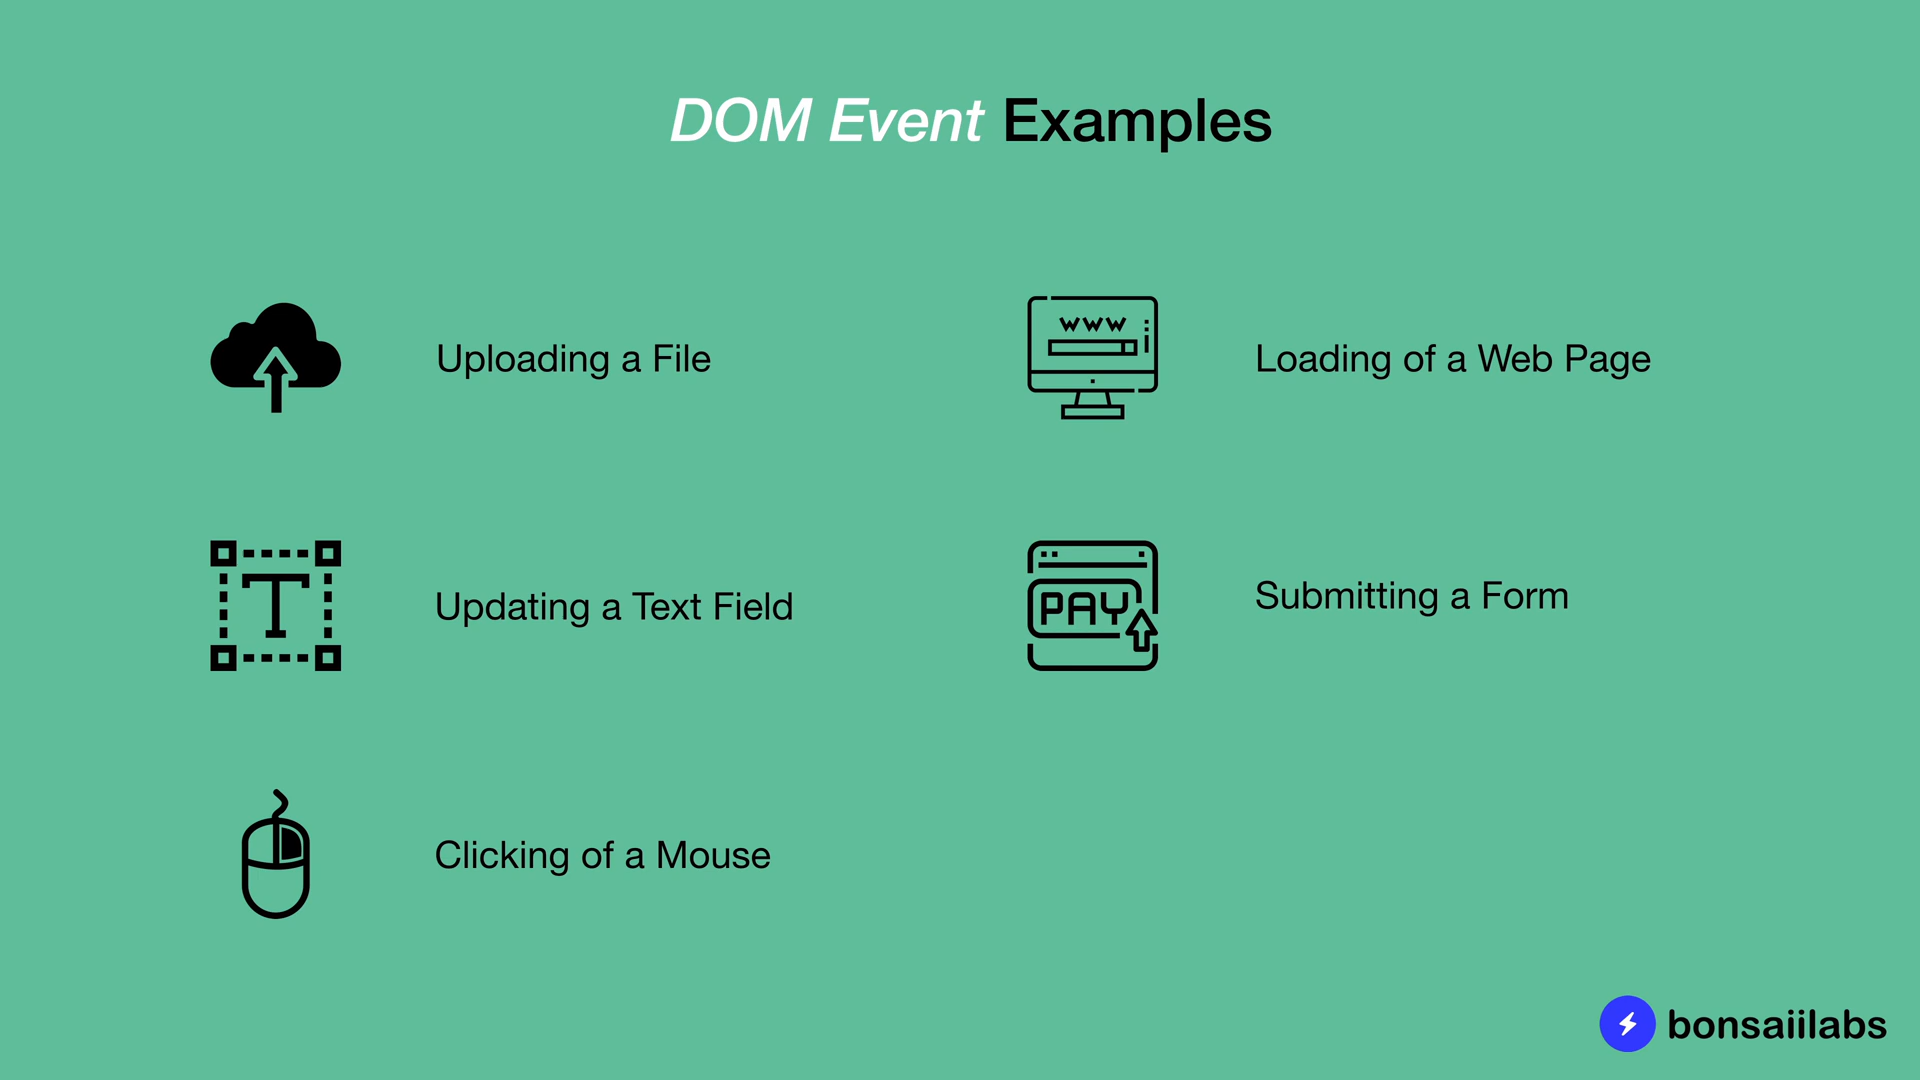 DOM Event Examples
Uploading a File
www
Loading of a Web Page
Updating a Text Field
T
PAY
Submitting a Form
Clicking of a Mouse
bonsaiilabs